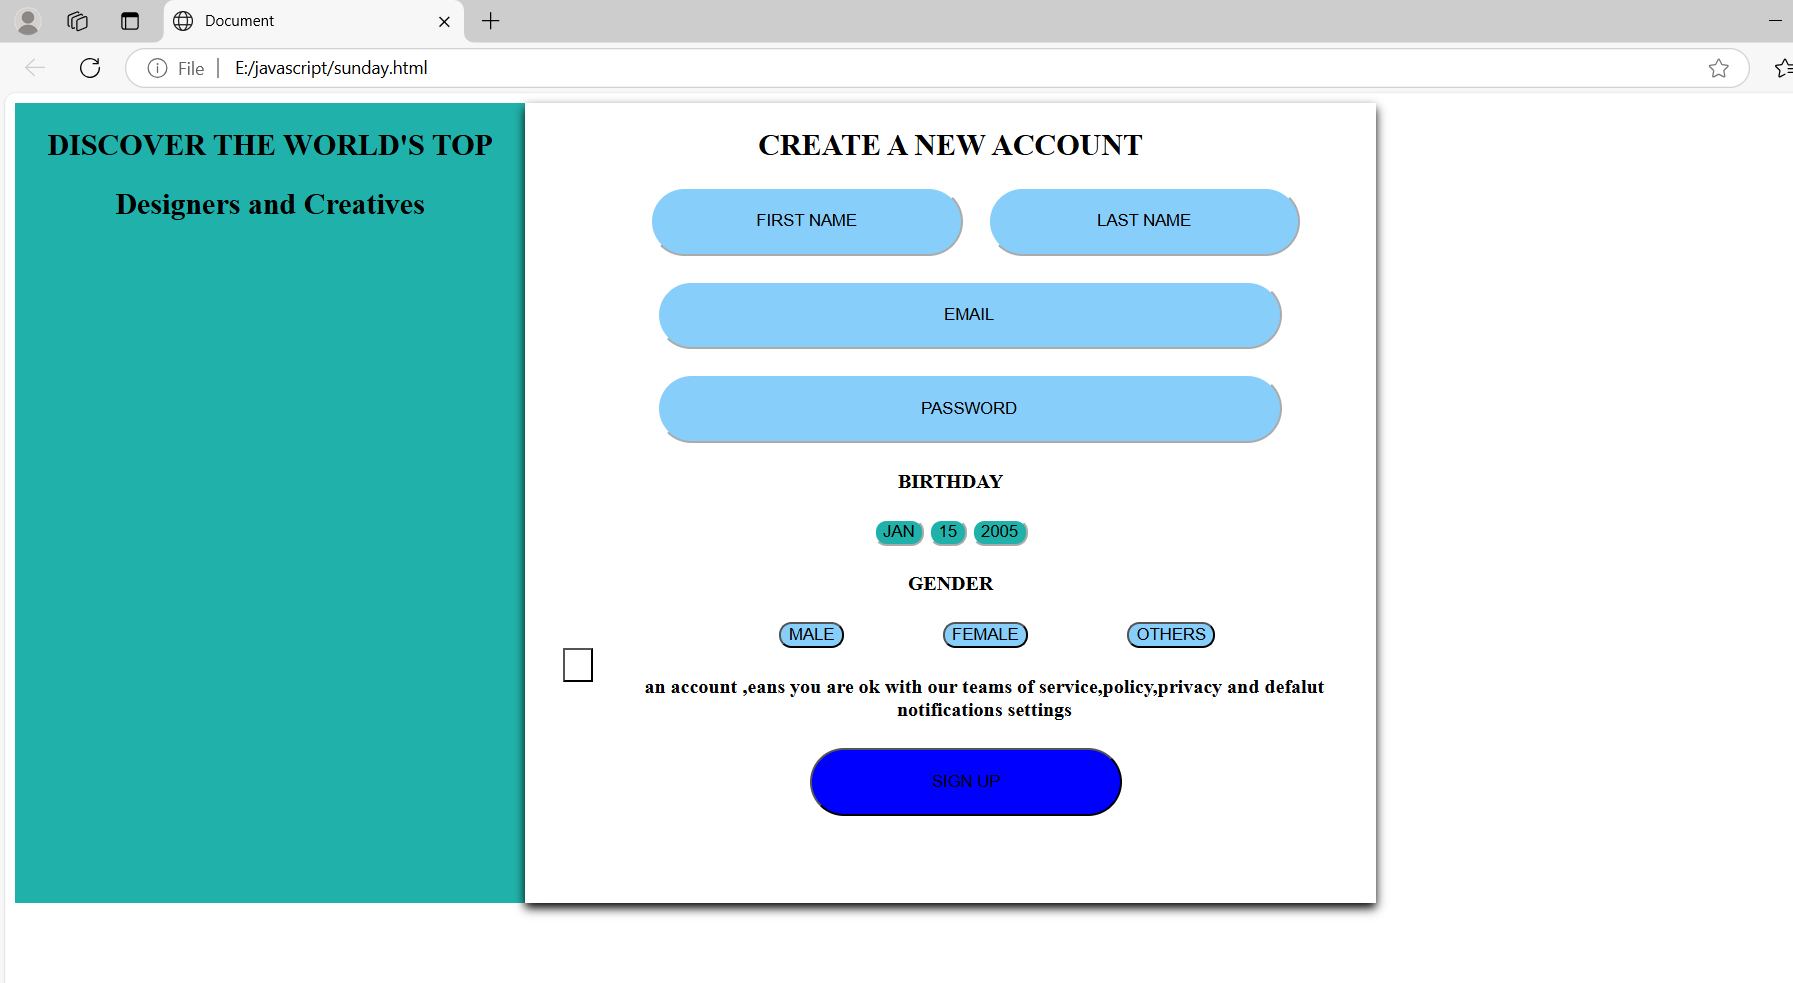 Document
File
E:/javascript/sunday.html
DISCOVER THE WORLD'S TOP
Designers and Creatives
CREATE A NEW ACCOUNT
FIRST NAME LAST NAME
EMAIL
PASSWORD
BIRTHDAY
JAN 15 2005
GENDER
MALE FEMALE OTHERS
an account ,eans you are ok with our teams of service,policy,privacy and defalut
notifications settings
SIGN UP